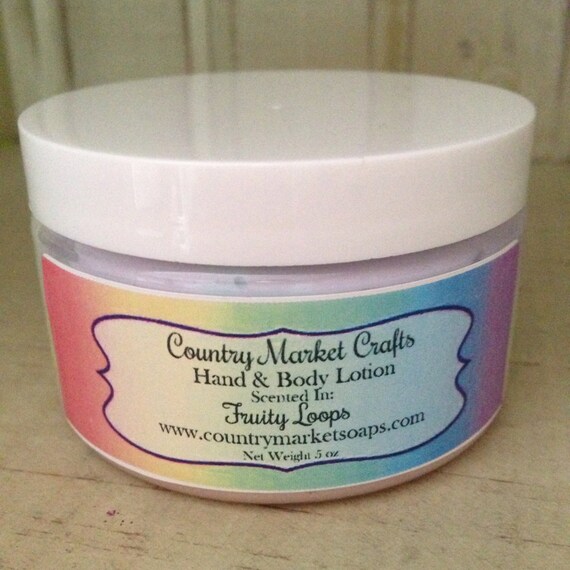 Country Market Crafts
Hand & Body Lotion
Scented In:
Fruity Loops
www.countrymarketsoaps.com
Net Weight 5 oz